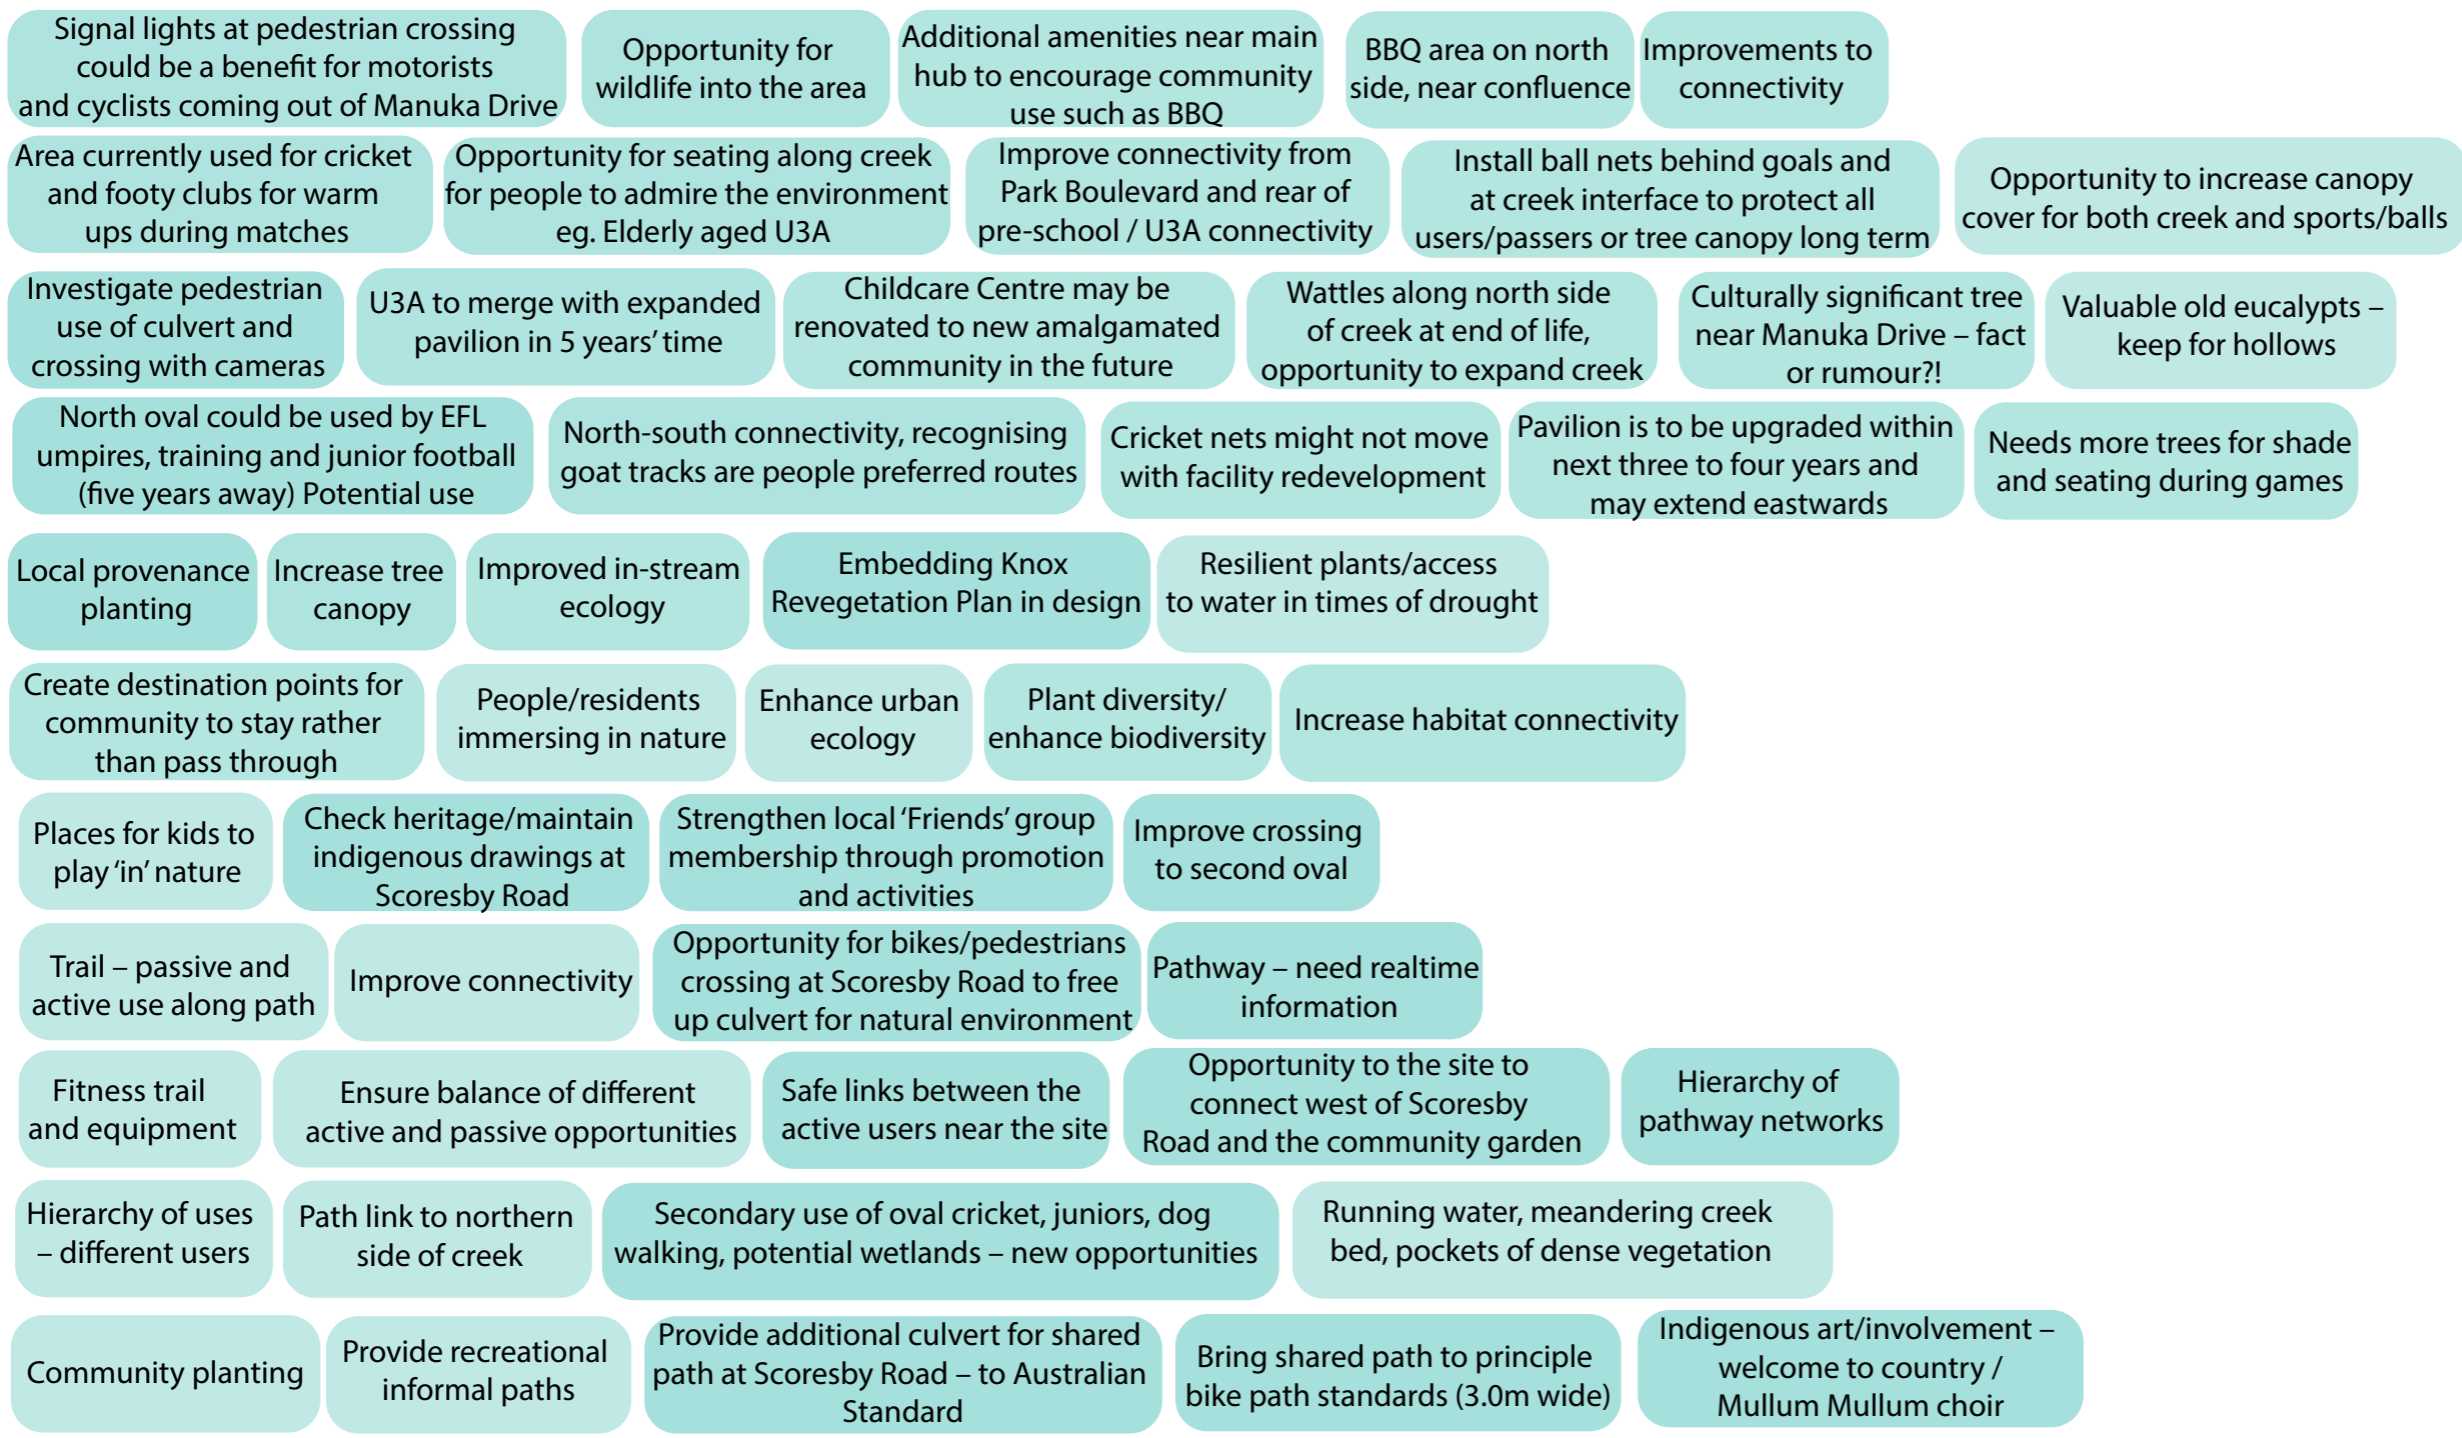 Signal lights at pedestrian crossing
could be a benefit for motorists
and cyclists coming out of Manuka Drive
Opportunity for
wildlife into the area
Additional amenities near main
hub to encourage community
use such as BBQ
BBQ area on north
side, near confluence
Improvements to
connectivity
Area currently used for cricket
and footy clubs for warm
ups during matches
Opportunity for seating along creek
for people to admire the environment
eg. Elderly aged U3A
Improve connectivity from
Park Boulevard and rear of
pre-school / U3A connectivity
Install ball nets behind goals and
at creek interface to protect all
users/passers or tree canopy long term
Opportunity to increase canopy
cover for both creek and sports/balls
Investigate pedestrian
use of culvert and
crossing with cameras
U3A to merge with expanded
pavilion in 5 years’ time
Childcare Centre may be
renovated to new amalgamated
community in the future
Wattles along north side
of creek at end of life,
opportunity to expand creek
Culturally significant tree
near Manuka Drive – fact
or rumour?!
Valuable old eucalypts –
keep for hollows
North oval could be used by EFL
umpires, training and junior football
(five years away) Potential use
North-south connectivity, recognising
goat tracks are people preferred routes
Cricket nets might not move
with facility redevelopment
Pavilion is to be upgraded within
next three to four years and
may extend eastwards
Needs more trees for shade
and seating during games
Local provenance
planting
Increase tree
canopy
Improved in-stream
ecology
Embedding Knox
Revegetation Plan in design
Resilient plants/access
to water in times of drought
Create destination points for
community to stay rather
than pass through
People/residents
immersing in nature
Enhance urban
ecology
Plant diversity/
enhance biodiversity
Increase habitat connectivity
Places for kids to
play ‘in’ nature
Check heritage/maintain
indigenous drawings at
Scoresby Road
Strengthen local ‘Friends’ group
membership through promotion
and activities
Improve crossing
to second oval
Trail – passive and
active use along path
Improve connectivity
Opportunity for bikes/pedestrians
crossing at Scoresby Road to free
up culvert for natural environment
Pathway – need realtime
information
Fitness trail
and equipment
Ensure balance of different
active and passive opportunities
Safe links between the
active users near the site
Opportunity to the site to
connect west of Scoresby
Road and the community garden
Hierarchy of
pathway networks
Hierarchy of uses
– different users
Path link to northern
side of creek
Secondary use of oval cricket, juniors, dog
walking, potential wetlands – new opportunities
Running water, meandering creek
bed, pockets of dense vegetation
Community planting
Provide recreational
informal paths
Provide additional culvert for shared
path at Scoresby Road – to Australian
Standard
Bring shared path to principle
bike path standards (3.0m wide)
Indigenous art/involvement –
welcome to country /
Mullum Mullum choir